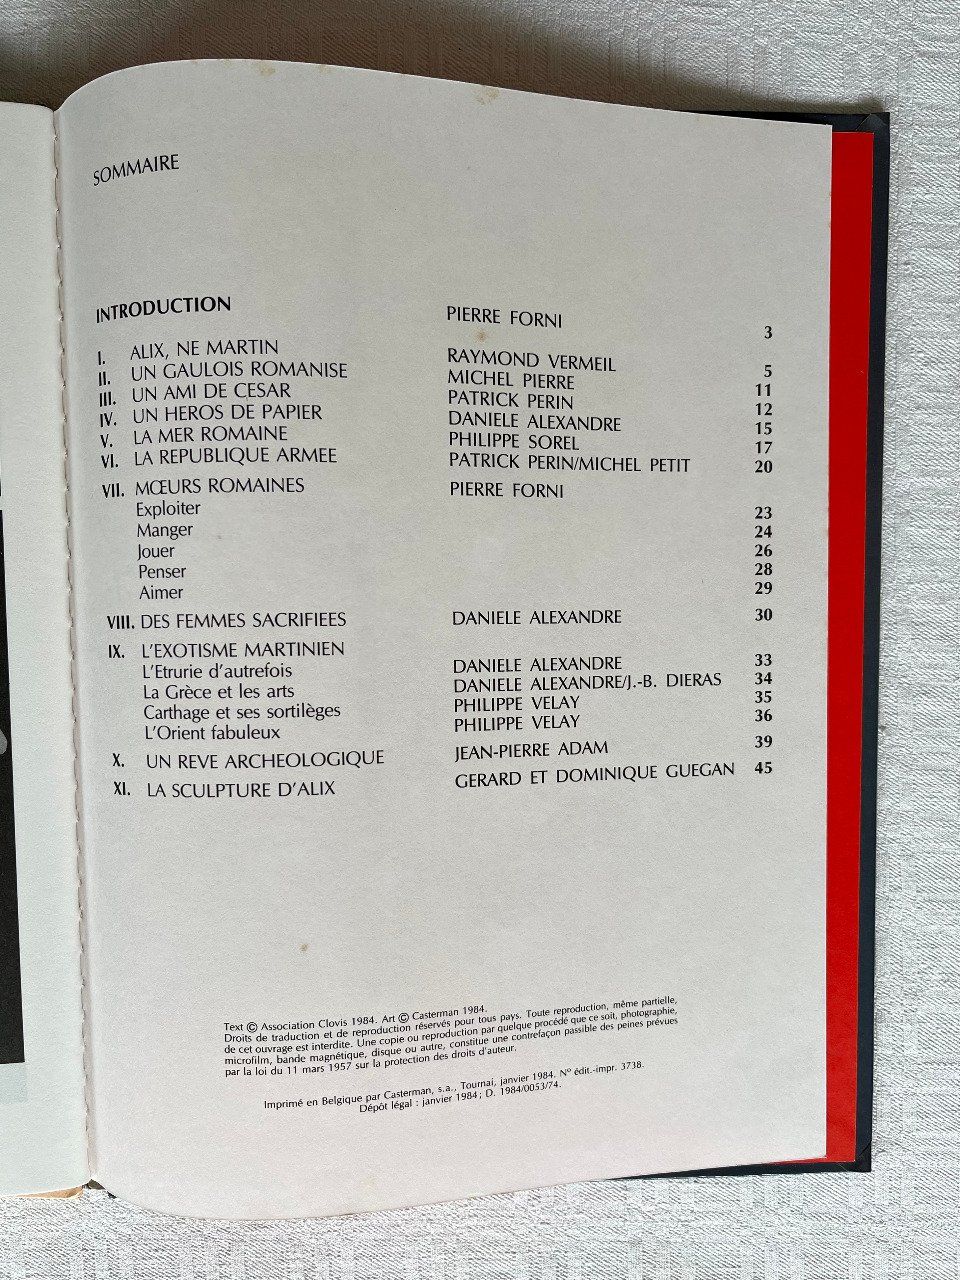 SOMMAIRE
INTRODUCTION PIERRE FORNI 3
I. ALIX, NE MARTIN RAYMOND VERMEIL 5
II. UN GAULOIS ROMANISE MICHEL PIERRE 11
III. UN AMI DE CESAR PATRICK PERIN 12
IV. UN HEROS DE PAPIER DANIELE ALEXANDRE 15
V. LA MER ROMAINE PHILIPPE SOREL 17
VI. LA REPUBLIQUE ARMEE PATRICK PERIN/MICHEL PETIT 20
VII. MŒURS ROMAINES PIERRE FORNI
Exploiter 23
Manger 24
Jouer 26
Penser 28
Aimer 29
VIII. DES FEMMES SACRIFIEES DANIELE ALEXANDRE 30
IX. L'EXOTISME MARTINIEN
L'Etrurie d'autrefois DANIELE ALEXANDRE 33
La Grèce et les arts DANIELE ALEXANDRE/J.-B. DIERAS 34
Carthage et ses sortilèges PHILIPPE VELAY 35
L'Orient fabuleux PHILIPPE VELAY 36
X. UN REVE ARCHEOLOGIQUE JEAN-PIERRE ADAM 39
XI. LA SCULPTURE D'ALIX GERARD ET DOMINIQUE GUEGAN 45
Text © Association Clovis 1984. Art © Casterman 1984.
Droits de traduction et de reproduction réservés pour tous pays. Toute reproduction, même partielle,
de cet ouvrage est interdite. Une copie ou reproduction par quelque procédé que ce soit, photographie,
microfilm, bande magnétique, disque ou autre, constitue une contrefaçon passible des peines prévues
par la loi du 11 mars 1957 sur la protection des droits d'auteur.
Imprimé en Belgique par Casterman, s.a., Tournai, janvier 1984. N° édit.-impr. 3738.
Dépôt légal : janvier 1984; D. 1984/0053/74.